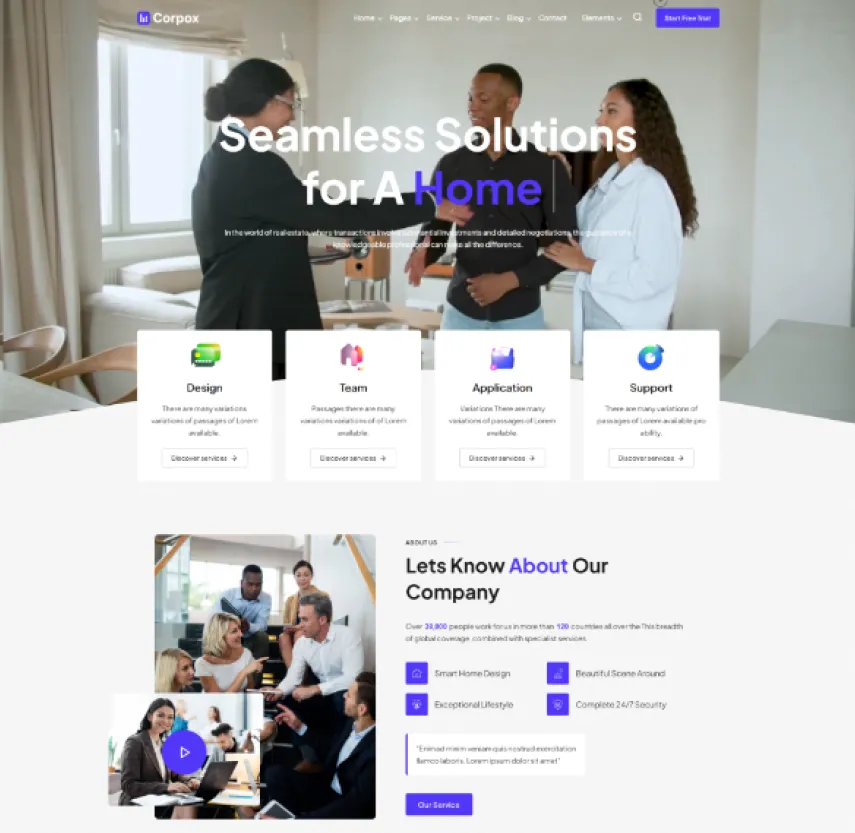 Corpox
Home Pages Service Project Blog Contact Elements Start Free Trial
Seamless Solutions
for A Home
In the world of real estate, where transactions involve substantial investments and detailed negotiations, the guidance of a
knowledgeable professional can make all the difference.
Design
There are many variations
variations of passages of Lorem
available.
Discover services →
Team
Passages there are many
variations variations of of Lorem
available.
Discover services →
Application
Variations There are many
variations of passages of Lorem
available.
Discover services →
Support
There are many variations of
passages of Lorem available pro
ability.
Discover services →
ABOUT US
Lets Know About Our
Company
Over 30,000 people work for us in more than 120 countries all over the This breadth
of global coverage, combined with specialist services
Smart Home Design
Beautiful Scene Around
Exceptional Lifestyle
Complete 24/7 Security
"Enim ad minim veniam quis nostrud exercitation
llamco laboris. Lorem ipsum dolor sit amet"
Our Service